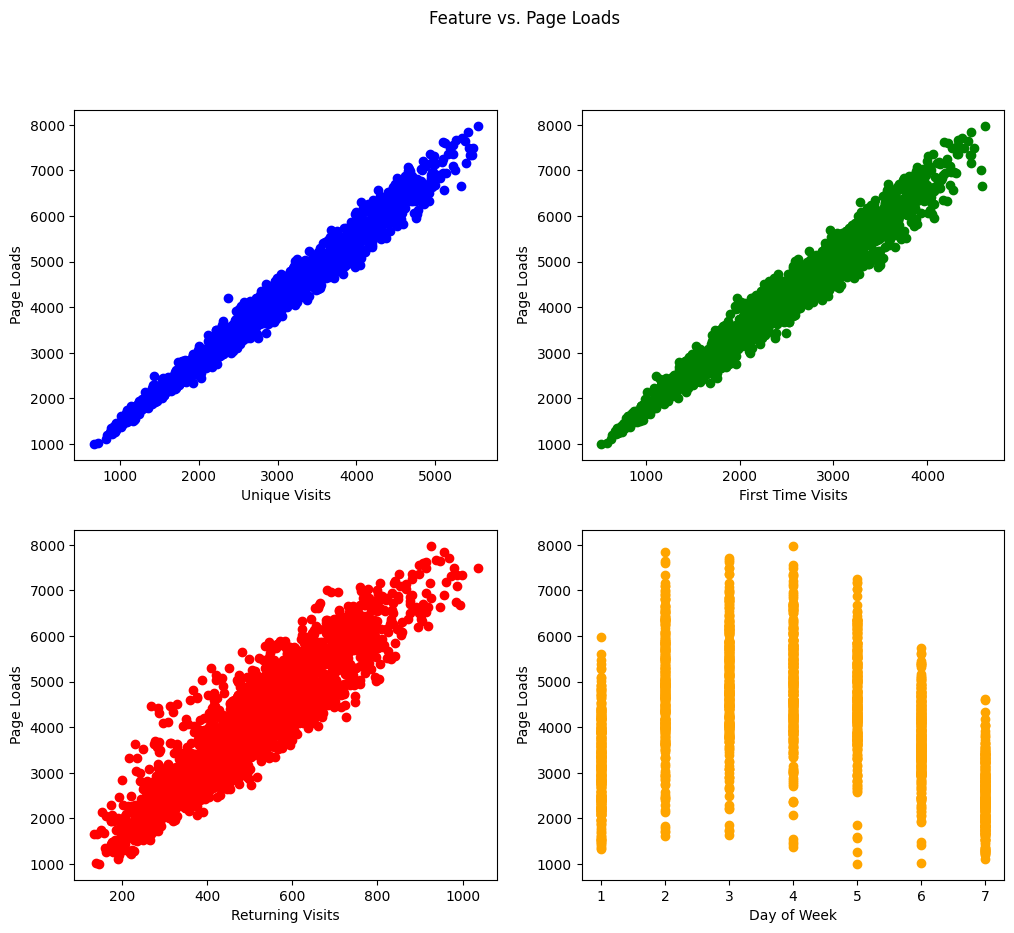 Feature vs. Page Loads
8000
7000
6000
5000
4000
3000
2000
1000
Page Loads
1000 2000 3000 4000 5000
Unique Visits
8000
7000
6000
5000
4000
3000
2000
1000
Page Loads
1000 2000 3000 4000
First Time Visits
8000
7000
6000
5000
4000
3000
2000
1000
Page Loads
200 400 600 800 1000
Returning Visits
8000
7000
6000
5000
4000
3000
2000
1000
Page Loads
1 2 3 4 5 6 7
Day of Week